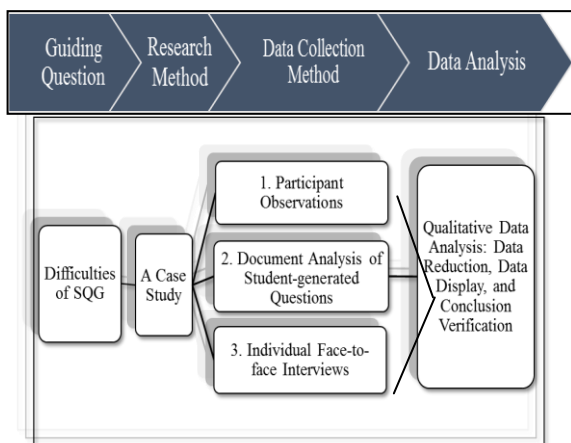 Guiding
Question
Research
Method
Data Collection
Method
Data Analysis
Difficulties
of SQG
A Case
Study
1. Participant
Observations
2. Document Analysis of
Student-generated
Questions
3. Individual Face-to-
face Interviews
Qualitative Data
Analysis: Data
Reduction, Data
Display, and
Conclusion
Verification